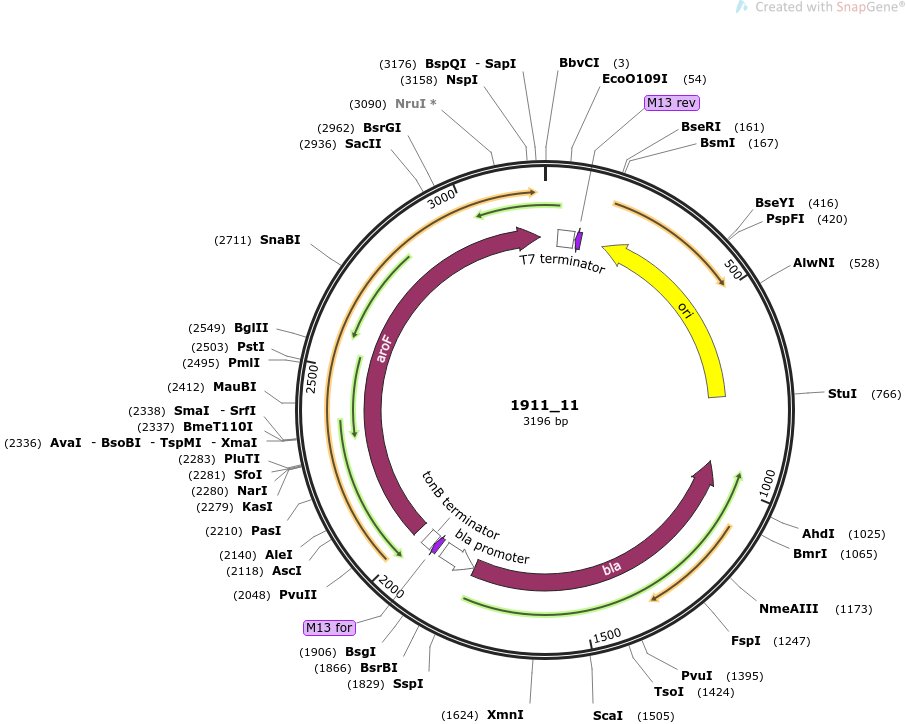 Created with SnapGene®
(3176) BspQI - SapI
BbvCI (3)
(3158) NspI
EcoO109I (54)
(3090) NruI *
M13 rev
(2962) BsrGI
BseRI (161)
(2936) SacII
BsmI (167)
3000
BseYI (416)
PspFI (420)
(2711) SnaBI
T7 terminator
AlwNI (528)
500
ori
(2549) BglII
(2503) PstI
aroF
(2495) PmlI
2500
(2412) MauBI
StuI (766)
1911_11
(2338) SmaI - SrfI
3196 bp
(2337) BmeT110I
(2336) AvaI - BsoBI - TspMI - XmaI
(2283) PluTI
(2281) SfoI
(2280) NarI
1000
(2279) KasI
tonB terminator
(2210) PasI
AhdI (1025)
bla promoter
(2140) AleI
BmrI (1065)
(2118) AscI
bla
2000
(2048) PvuII
NmeAIII (1173)
M13 for
1500
FspI (1247)
(1906) BsgI
(1866) BsrBI
PvuI (1395)
(1829) SspI
TsoI (1424)
(1624) XmnI
ScaI (1505)